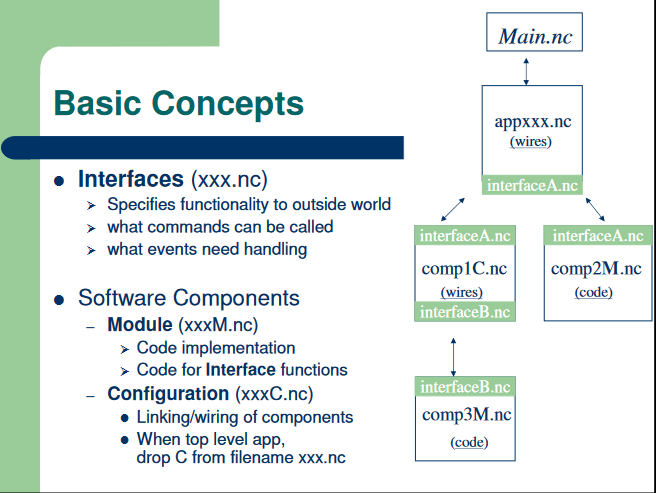 Basic Concepts
Interfaces (xxx.nc)
Specifies functionality to outside world
what commands can be called
what events need handling
Software Components
Module (xxxM.nc)
Code implementation
Code for Interface functions
Configuration (xxxC.nc)
Linking/wiring of components
When top level app,
drop C from filename xxx.nc
Main.nc
appxxx.nc
(wires)
interfaceA.nc
interfaceA.nc
comp1C.nc
(wires)
interfaceB.nc
interfaceA.nc
comp2M.nc
(code)
interfaceB.nc
comp3M.nc
(code)